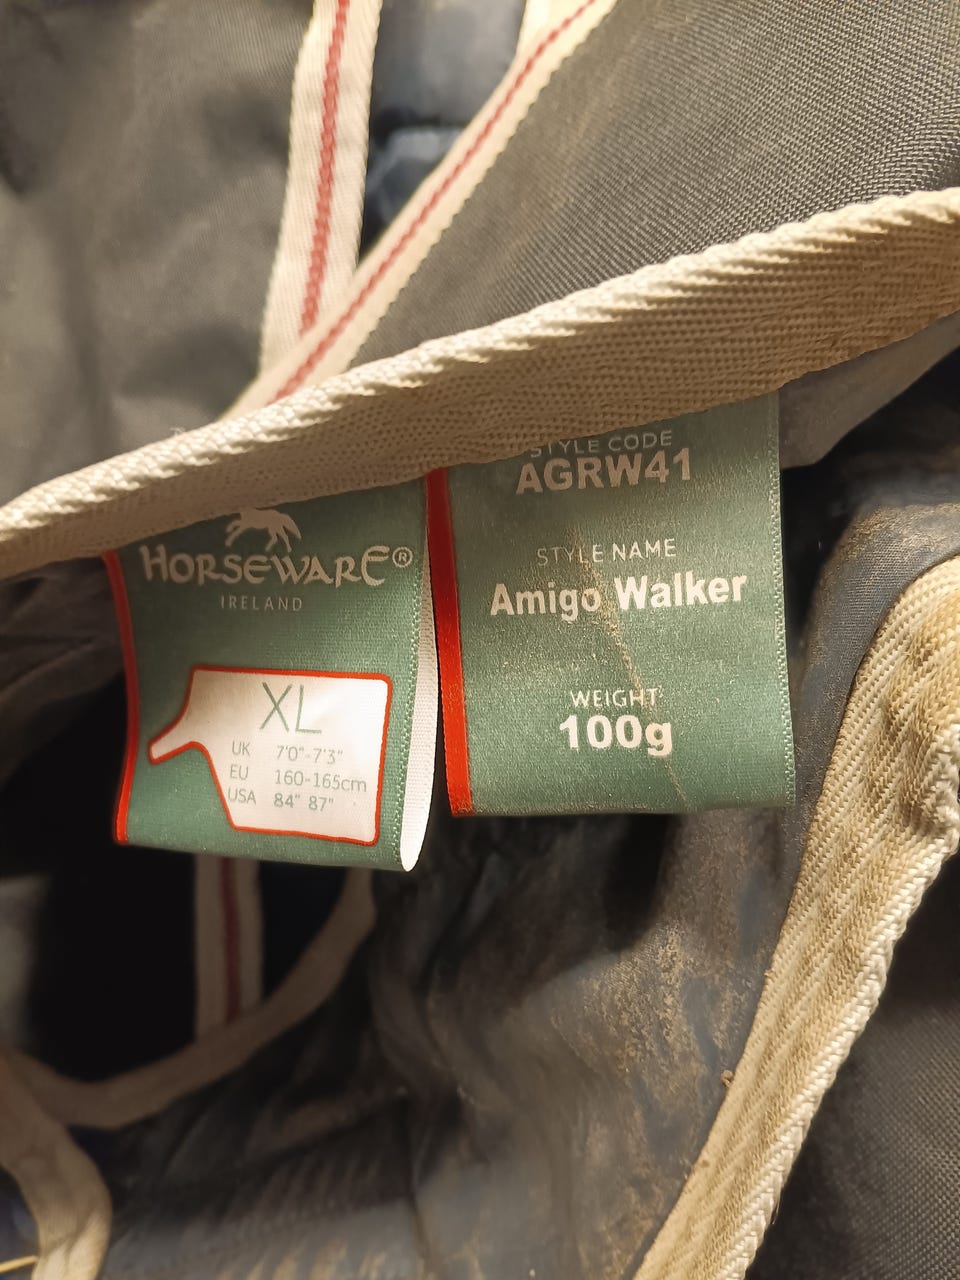 HORSEWARE®
IRELAND
XL
UK 7'0"-7'3"
EU 160-165cm
USA 84" 87"
STYLE CODE
AGRW41
STYLE NAME
Amigo Walker
WEIGHT
100g